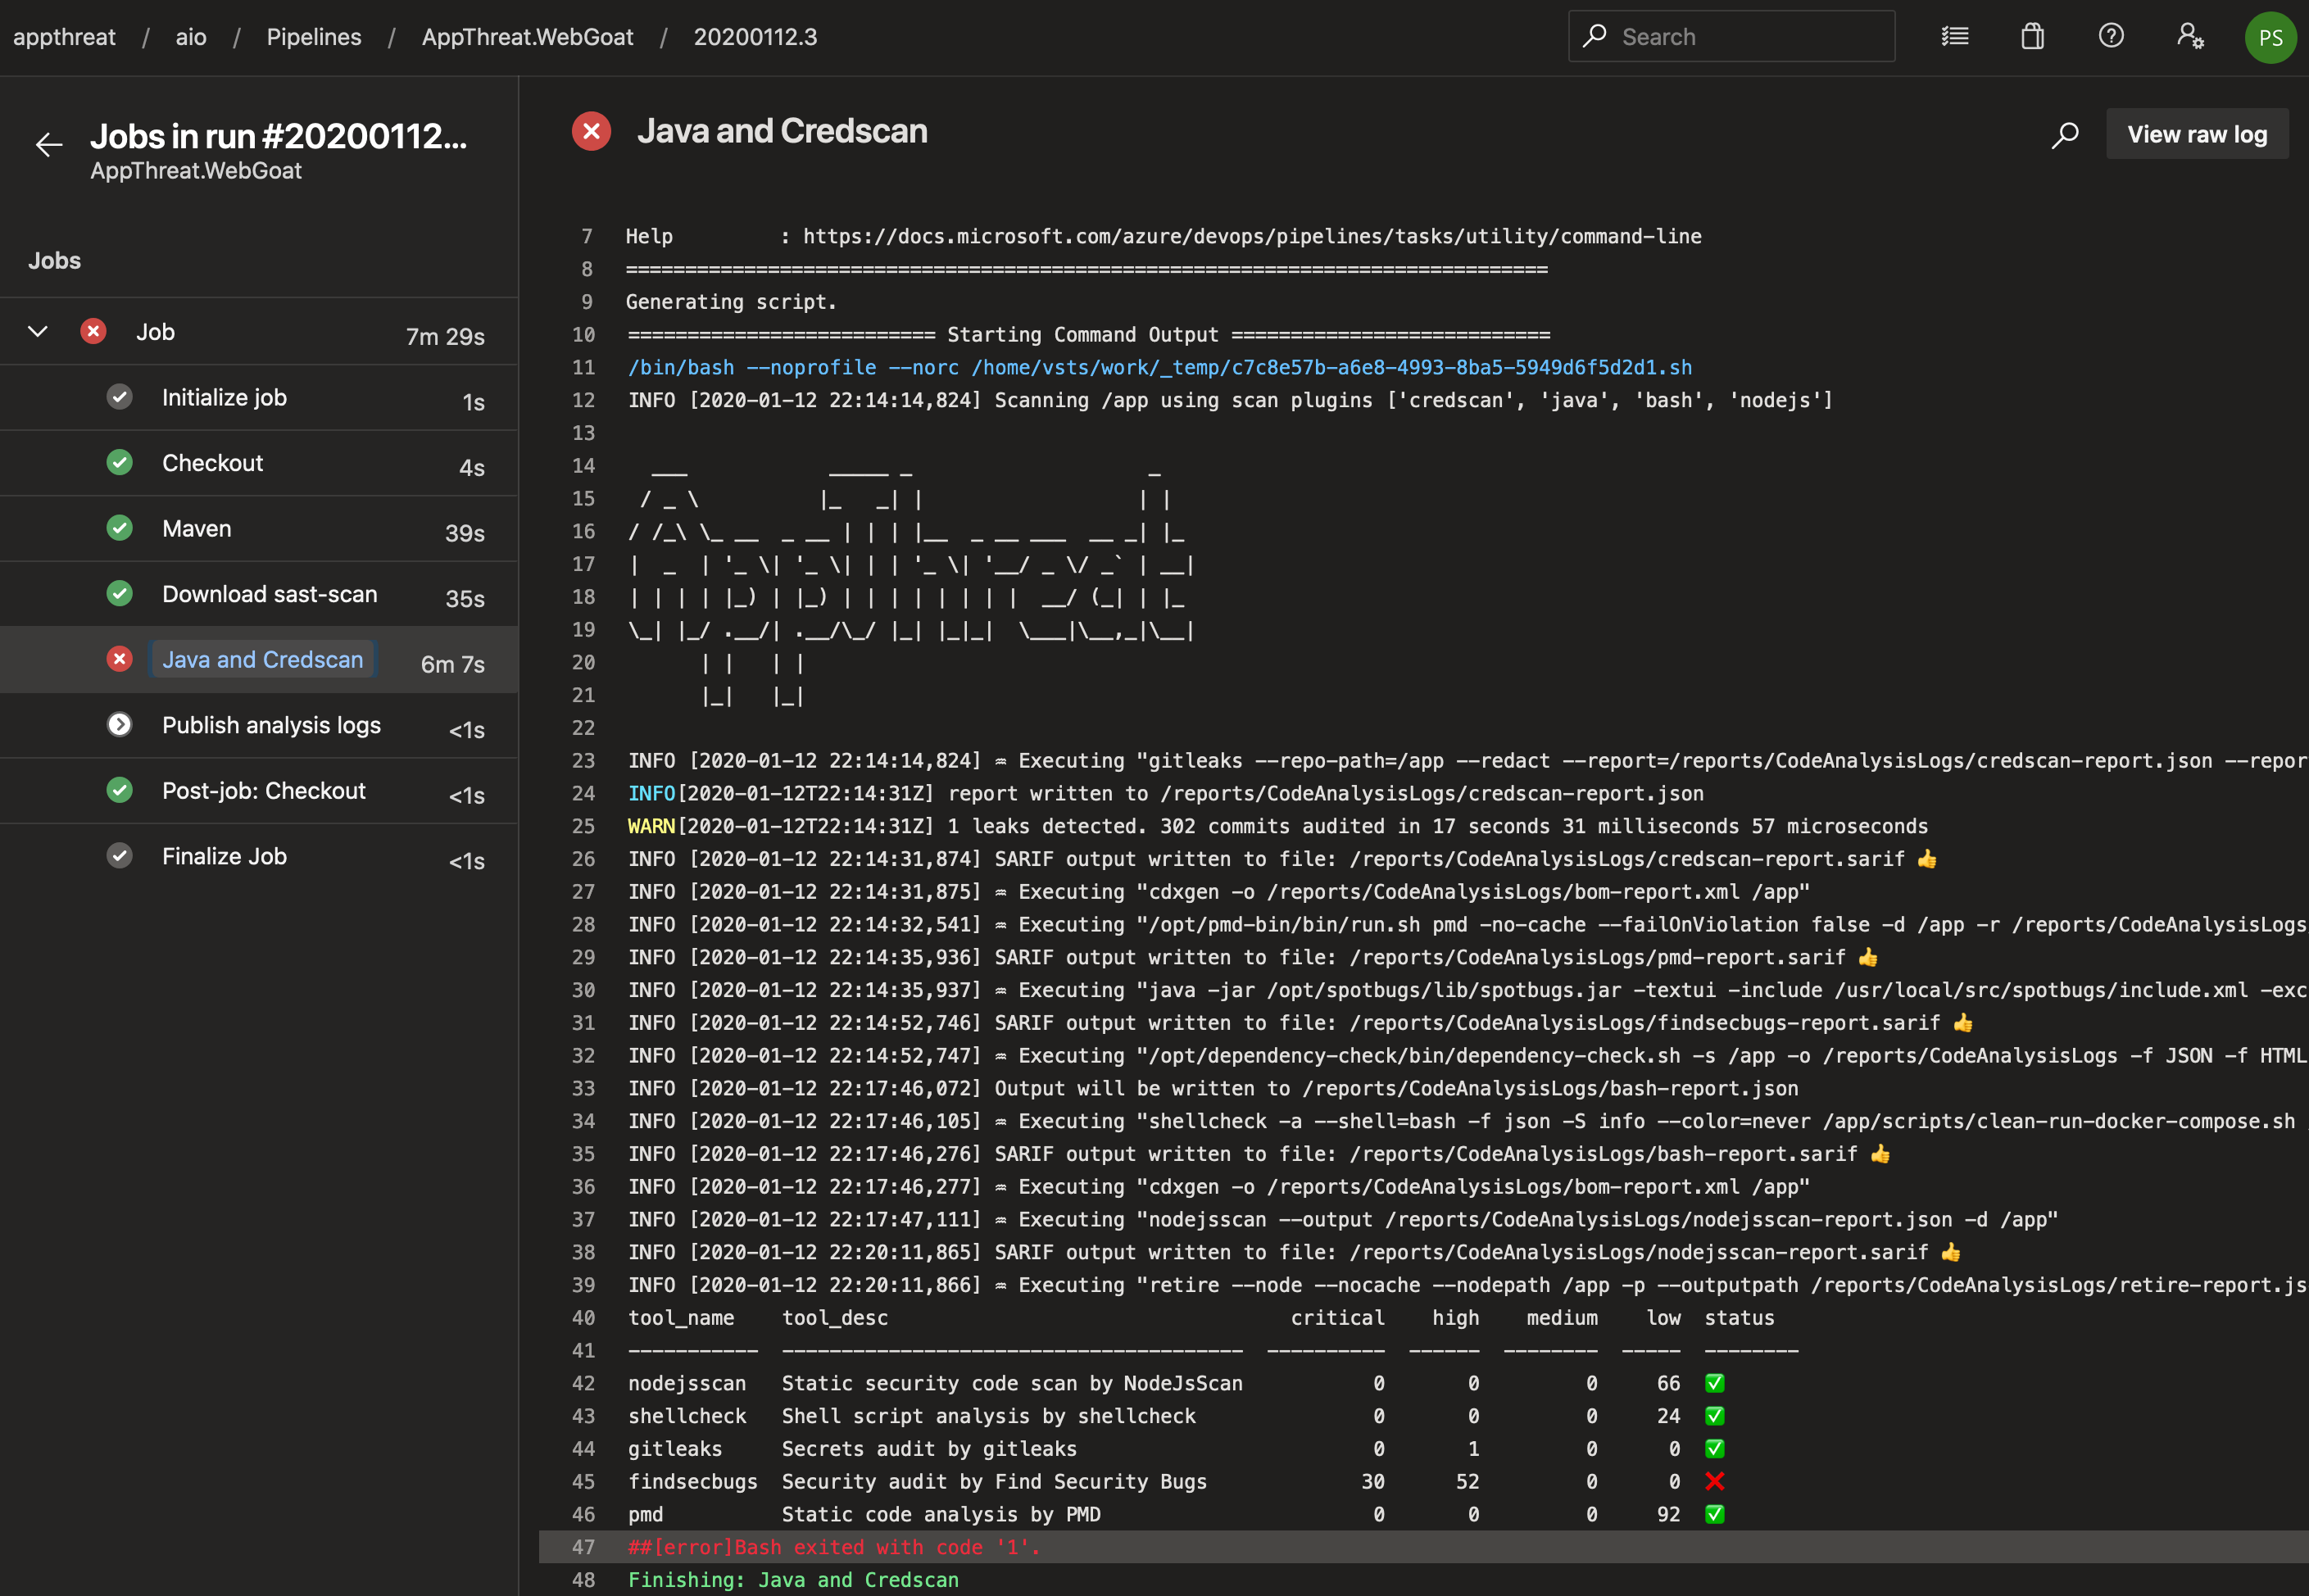 appthreat / aio / Pipelines / AppThreat.WebGoat / 20200112.3
Search
PS
Jobs in run #20200112...
AppThreat.WebGoat
Jobs
Job 7m 29s
Initialize job 1s
Checkout 4s
Maven 39s
Download sast-scan 35s
Java and Credscan 6m 7s
Publish analysis logs <1s
Post-job: Checkout <1s
Finalize Job <1s
Java and Credscan
View raw log
7 Help         : https://docs.microsoft.com/azure/devops/pipelines/tasks/utility/command-line
8 ==============================================================================
9 Generating script.
10 ========================== Starting Command Output ===========================
11 /bin/bash --noprofile --norc /home/vsts/work/_temp/c7c8e57b-a6e8-4993-8ba5-5949d6f5d2d1.sh
12 INFO [2020-01-12 22:14:14,824] Scanning /app using scan plugins ['credscan', 'java', 'bash', 'nodejs']
13
14   ___            _____ _                    _
15  / _ \          |_   _| |                  | |
16 / /_\ \_ __  _ __ | | | |__  _ __ ___  __ _| |_
17 |  _  | '_ \| '_ \| | | '_ \| '__/ _ \/ _` | __|
18 | | | | |_) | |_) | | | | | | | |  __/ (_| | |_
19 \_| |_/ .__/| .__/\_/ |_| |_|_|  \___|\__,_|\__|
20       | |   | |
21       |_|   |_|
22
23 INFO [2020-01-12 22:14:14,824] ⚎ Executing "gitleaks --repo-path=/app --redact --report=/reports/CodeAnalysisLogs/credscan-report.json --repor
24 INFO[2020-01-12T22:14:31Z] report written to /reports/CodeAnalysisLogs/credscan-report.json
25 WARN[2020-01-12T22:14:31Z] 1 leaks detected. 302 commits audited in 17 seconds 31 milliseconds 57 microseconds
26 INFO [2020-01-12 22:14:31,874] SARIF output written to file: /reports/CodeAnalysisLogs/credscan-report.sarif 👍
27 INFO [2020-01-12 22:14:31,875] ⚎ Executing "cdxgen -o /reports/CodeAnalysisLogs/bom-report.xml /app"
28 INFO [2020-01-12 22:14:32,541] ⚎ Executing "/opt/pmd-bin/bin/run.sh pmd -no-cache --failOnViolation false -d /app -r /reports/CodeAnalysisLogs
29 INFO [2020-01-12 22:14:35,936] SARIF output written to file: /reports/CodeAnalysisLogs/pmd-report.sarif 👍
30 INFO [2020-01-12 22:14:35,937] ⚎ Executing "java -jar /opt/spotbugs/lib/spotbugs.jar -textui -include /usr/local/src/spotbugs/include.xml -exc
31 INFO [2020-01-12 22:14:52,746] SARIF output written to file: /reports/CodeAnalysisLogs/findsecbugs-report.sarif 👍
32 INFO [2020-01-12 22:14:52,747] ⚎ Executing "/opt/dependency-check/bin/dependency-check.sh -s /app -o /reports/CodeAnalysisLogs -f JSON -f HTML
33 INFO [2020-01-12 22:17:46,072] Output will be written to /reports/CodeAnalysisLogs/bash-report.json
34 INFO [2020-01-12 22:17:46,105] ⚎ Executing "shellcheck -a --shell=bash -f json -S info --color=never /app/scripts/clean-run-docker-compose.sh
35 INFO [2020-01-12 22:17:46,276] SARIF output written to file: /reports/CodeAnalysisLogs/bash-report.sarif 👍
36 INFO [2020-01-12 22:17:46,277] ⚎ Executing "cdxgen -o /reports/CodeAnalysisLogs/bom-report.xml /app"
37 INFO [2020-01-12 22:17:47,111] ⚎ Executing "nodejsscan --output /reports/CodeAnalysisLogs/nodejsscan-report.json -d /app"
38 INFO [2020-01-12 22:20:11,865] SARIF output written to file: /reports/CodeAnalysisLogs/nodejsscan-report.sarif 👍
39 INFO [2020-01-12 22:20:11,866] ⚎ Executing "retire --node --nocache --nodepath /app -p --outputpath /reports/CodeAnalysisLogs/retire-report.js
40 tool_name    tool_desc                                  critical    high    medium    low  status
41 -----------  ---------------------------------------  ----------  ------  --------  -----  --------
42 nodejsscan   Static security code scan by NodeJsScan           0       0         0     66  ✅
43 shellcheck   Shell script analysis by shellcheck               0       0         0     24  ✅
44 gitleaks     Secrets audit by gitleaks                         0       1         0      0  ✅
45 findsecbugs  Security audit by Find Security Bugs             30      52         0      0  ❌
46 pmd          Static code analysis by PMD                       0       0         0     92  ✅
47 ##[error]Bash exited with code '1'.
48 Finishing: Java and Credscan